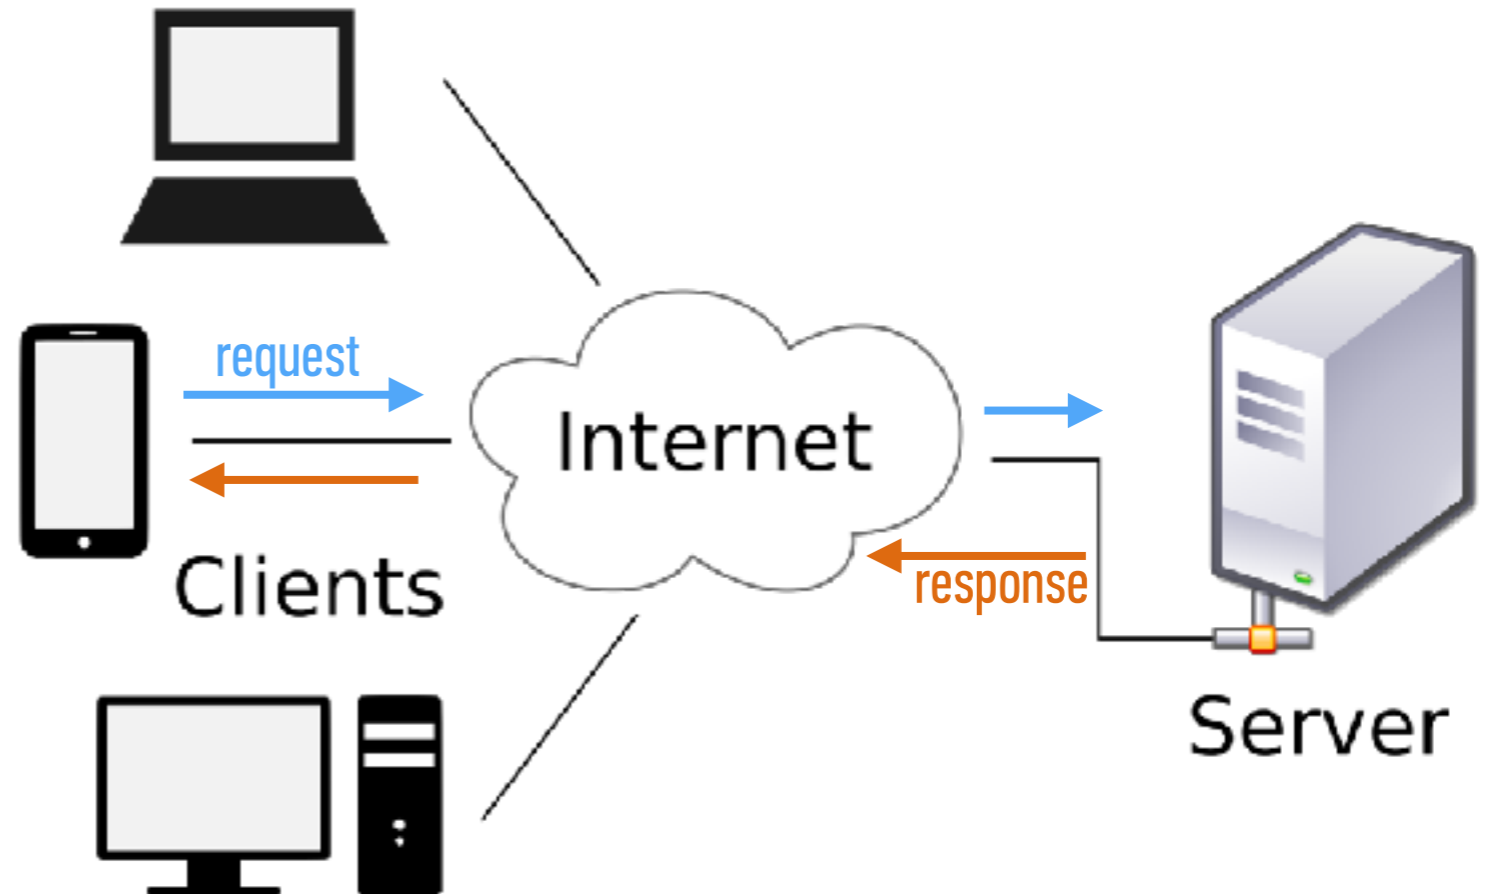 request
Internet
Clients
response
Server